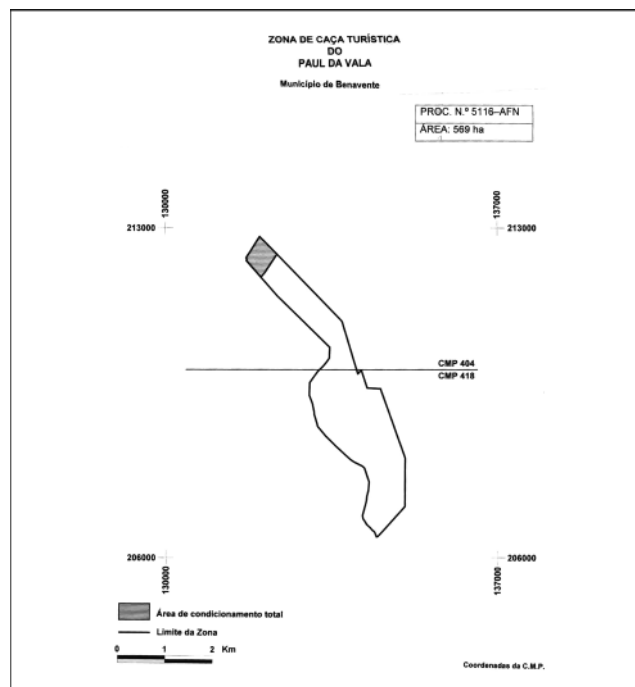 ZONA DE CAÇA TURÍSTICA
DO
PAUL DA VALA
Município de Benavente
PROC. N.º 5116–AFN
ÁREA: 569 ha
130000
137000
213000
213000
CMP 404
CMP 418
206000
206000
130000
137000
Área de condicionamento total
Límite da Zona
0 1 2 Km
Coordenadas da C.M.P.